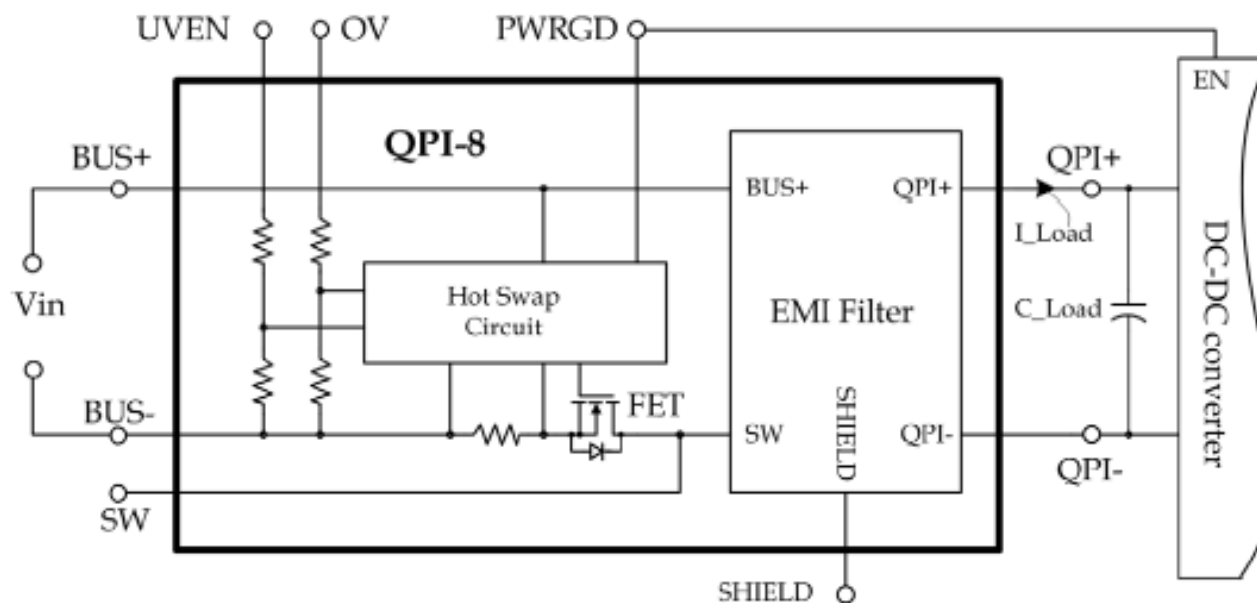 UVEN
OV
PWRGD
EN
QPI-8
BUS+
BUS+
QPI+
QPI+
I_Load
Vin
Hot Swap
Circuit
EMI Filter
C_Load
DC-DC converter
BUS-
FET
SW
SHIELD
QPI-
QPI-
SW
SHIELD